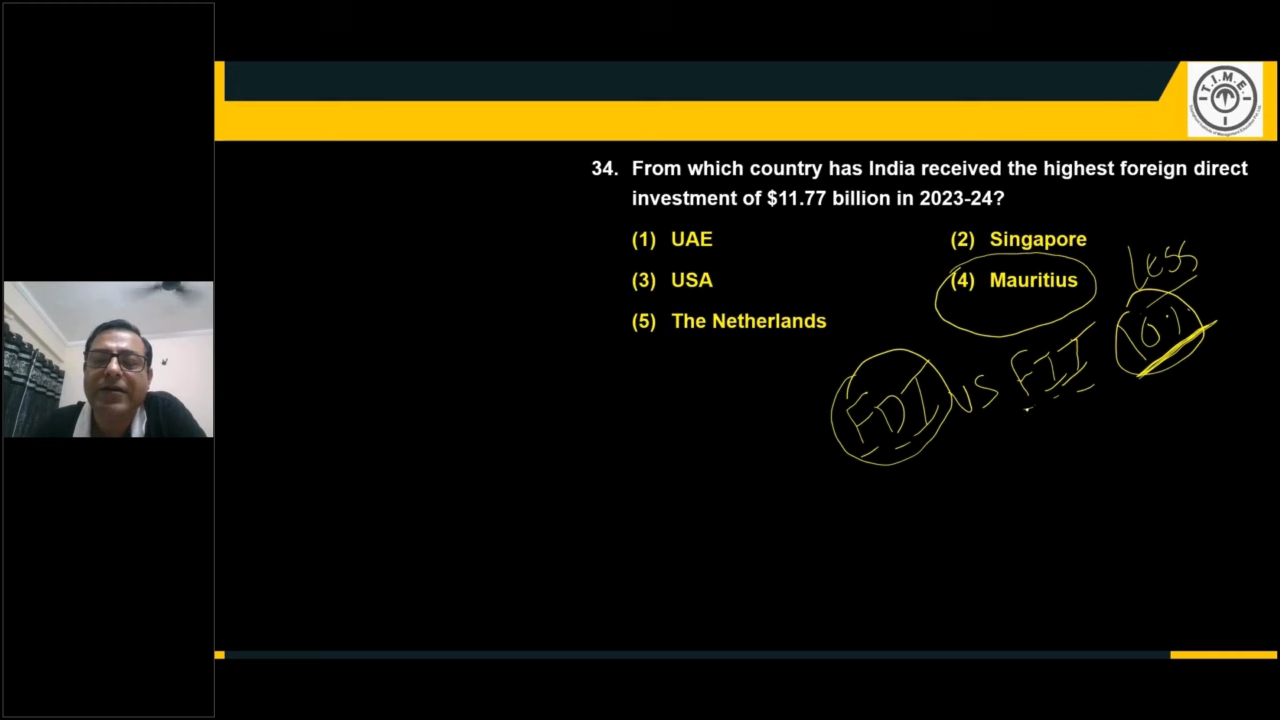 T.I.M.E.
34. From which country has India received the highest foreign direct
investment of $11.77 billion in 2023-24?
(1) UAE
(2) Singapore
(3) USA
(4) Mauritius
(5) The Netherlands
Less
10%
FDI vs FII